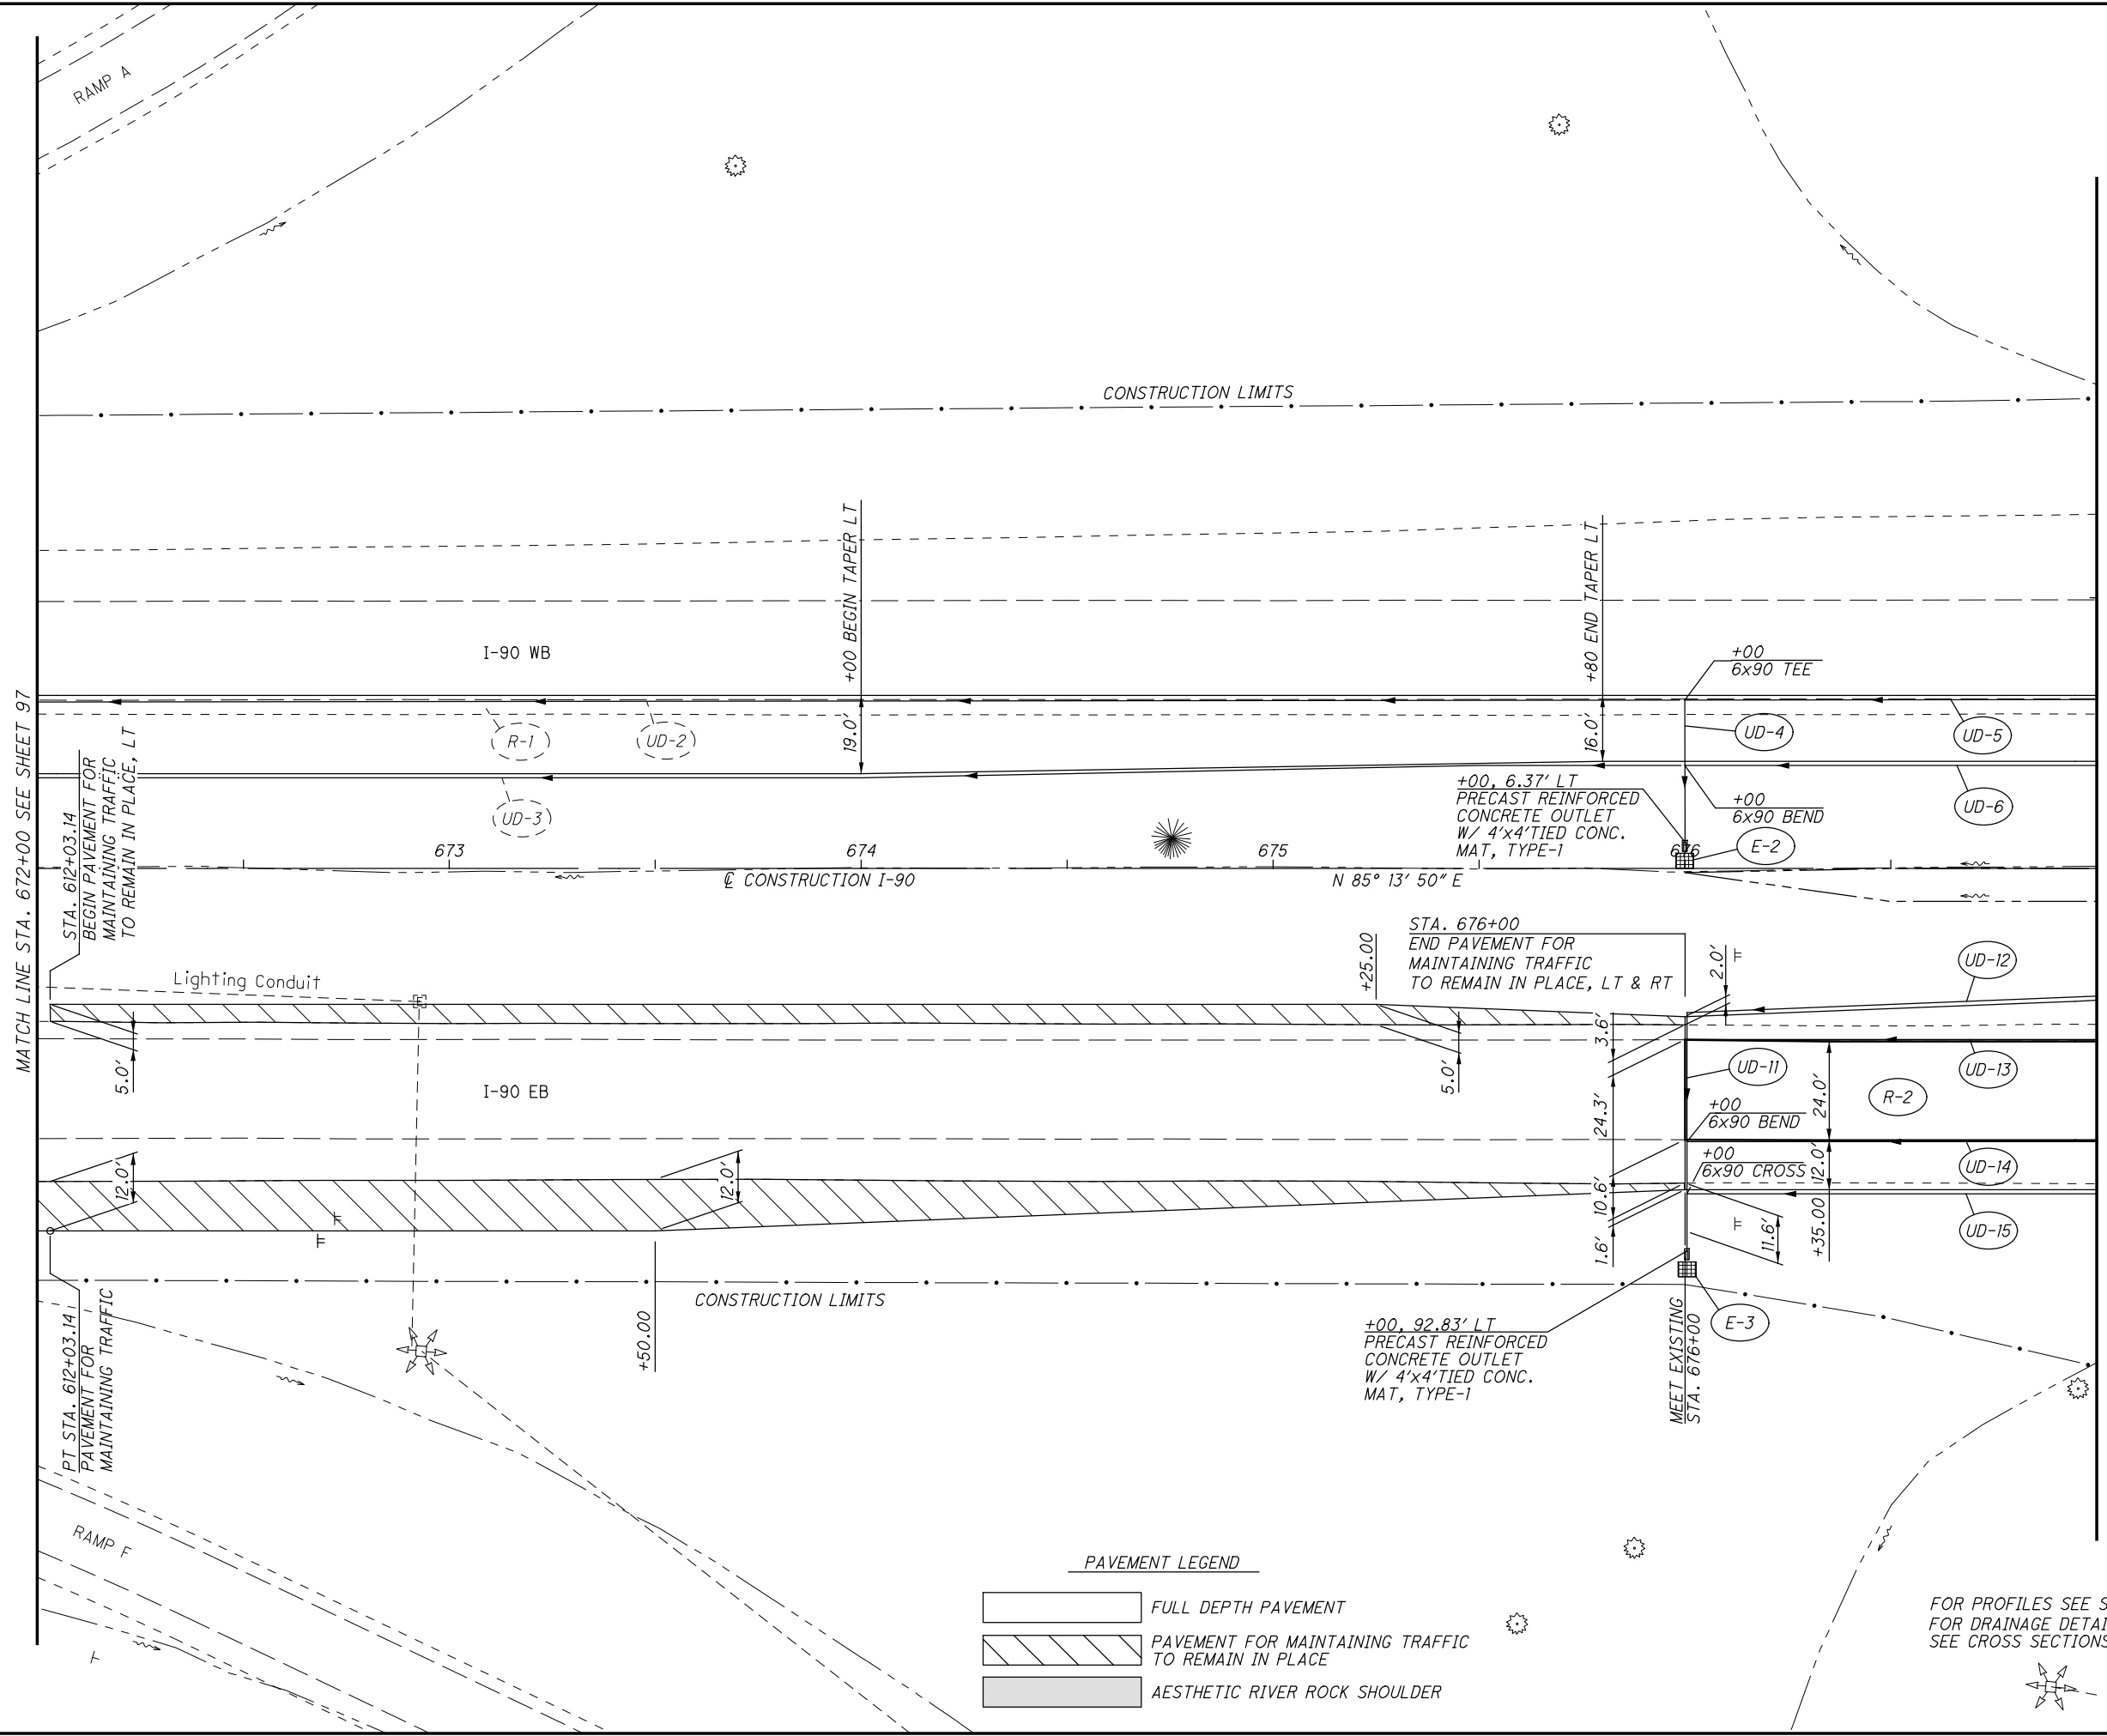 RAMP A
CONSTRUCTION LIMITS
+00 BEGIN TAPER LT
+80 END TAPER LT
I-90 WB
+00
6x90 TEE
MATCH LINE STA. 672+00 SEE SHEET 97
R-1
UD-2
19.0'
16.0'
UD-4
UD-5
STA. 612+03.14
BEGIN PAVEMENT FOR
MAINTAINING TRAFFIC
TO REMAIN IN PLACE, LT
UD-3
+00, 6.37' LT
PRECAST REINFORCED
CONCRETE OUTLET
W/ 4'x4'TIED CONC.
MAT, TYPE-1
+00
6x90 BEND
UD-6
E-2
673
674
675
676
℄ CONSTRUCTION I-90
N 85° 13' 50" E
STA. 676+00
END PAVEMENT FOR
MAINTAINING TRAFFIC
TO REMAIN IN PLACE, LT & RT
+25.00
2.0'
UD-12
Lighting Conduit
5.0'
5.0'
3.6'
UD-11
UD-13
I-90 EB
24.3'
24.0'
R-2
+00
6x90 BEND
12.0'
12.0'
10.6'
+00
6x90 CROSS
12.0'
UD-14
1.6'
11.6'
+35.00
UD-15
CONSTRUCTION LIMITS
+50.00
PT STA. 612+03.14
PAVEMENT FOR
MAINTAINING TRAFFIC
+00, 92.83' LT
PRECAST REINFORCED
CONCRETE OUTLET
W/ 4'x4'TIED CONC.
MAT, TYPE-1
MEET EXISTING
STA. 676+00
E-3
RAMP F
PAVEMENT LEGEND
FULL DEPTH PAVEMENT
PAVEMENT FOR MAINTAINING TRAFFIC
TO REMAIN IN PLACE
AESTHETIC RIVER ROCK SHOULDER
FOR PROFILES SEE S
FOR DRAINAGE DETAI
SEE CROSS SECTIONS